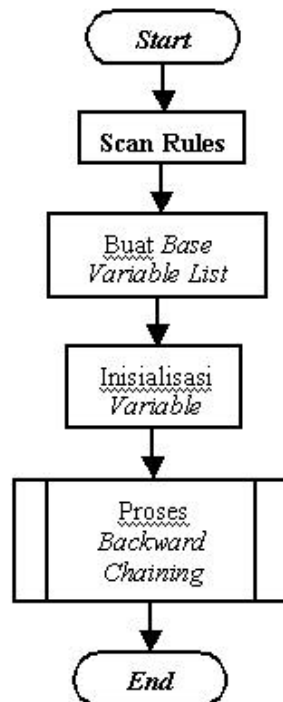 Start
Scan Rules
Buat Base
Variable List
Inisialisasi
Variable
Proses
Backward
Chaining
End